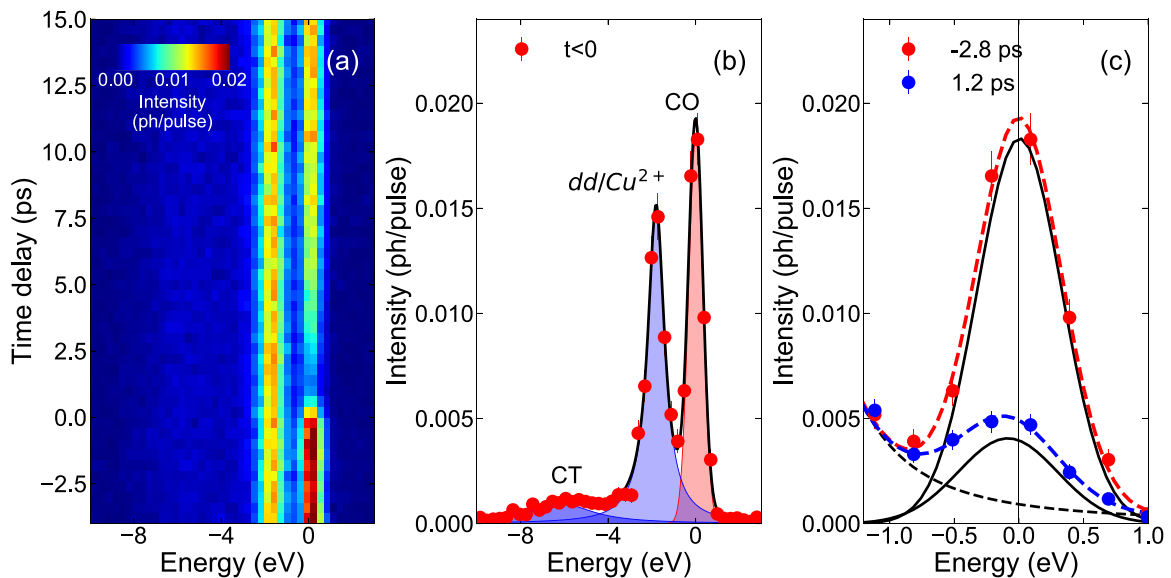 15.0
12.5
10.0
7.5
5.0
2.5
0.0
−2.5
Time delay (ps)
−8
−4
0
Energy (eV)
0.00
0.01
0.02
Intensity
(ph/pulse)
(a)
0.020
0.015
0.010
0.005
0.000
Intensity (ph/pulse)
−8
−4
0
Energy (eV)
t<0
(b)
CO
dd/Cu²⁺
CT
0.020
0.015
0.010
0.005
0.000
Intensity (ph/pulse)
−1.0
−0.5
0.0
0.5
1.0
Energy (eV)
-2.8 ps
1.2 ps
(c)